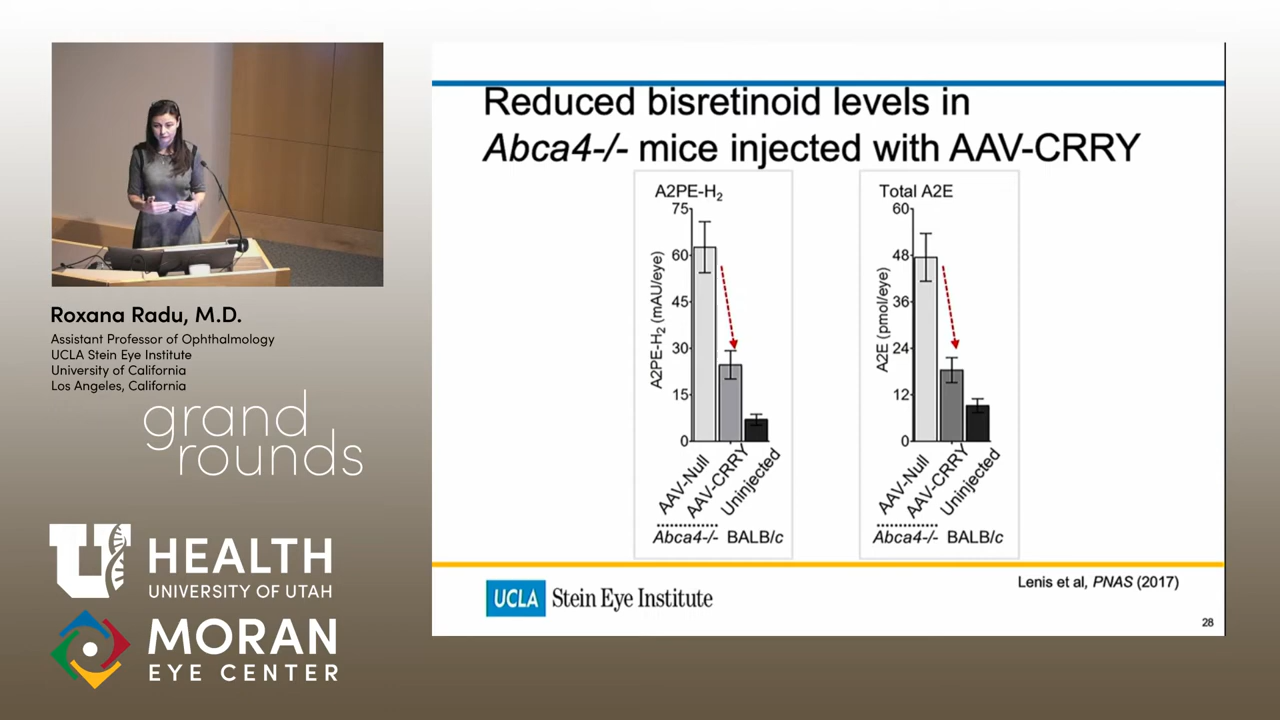 Roxana Radu, M.D.
Assistant Professor of Ophthalmology
UCLA Stein Eye Institute
University of California
Los Angeles, California
grand
rounds
U
HEALTH
UNIVERSITY OF UTAH
MORAN
EYE CENTER
Reduced bisretinoid levels in
Abca4-/- mice injected with AAV-CRRY
A2PE-H2
75
60
45
30
15
0
A2PE-H2 (mAU/eye)
AAV-Null
AAV-CRRY
Uninjected
Abca4-/- BALB/c
Total A2E
60
48
36
24
12
0
A2E (pmol/eye)
AAV-Null
AAV-CRRY
Uninjected
Abca4-/- BALB/c
Lenis et al, PNAS (2017)
UCLA Stein Eye Institute
28